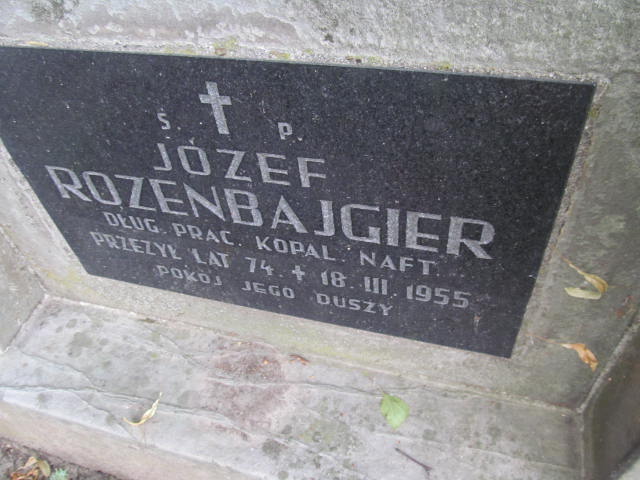 Ś. P.
JÓZEF
ROZENBAJGIER
DŁUG. PRAC. KOPAL. NAFT.
PRZEŻYŁ LAT 74 + 18 III 1955
POKÓJ JEGO DUSZY